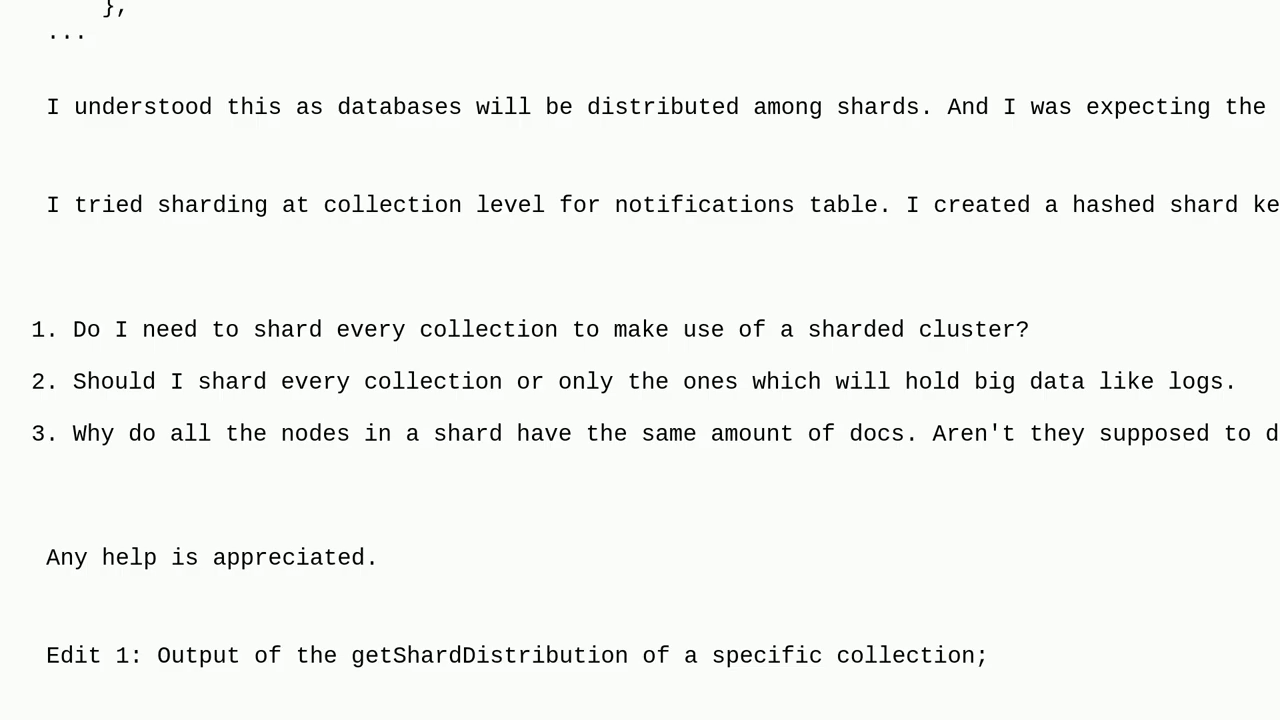 },
...
I understood this as databases will be distributed among shards. And I was expecting the
I tried sharding at collection level for notifications table. I created a hashed shard ke
1. Do I need to shard every collection to make use of a sharded cluster?
2. Should I shard every collection or only the ones which will hold big data like logs.
3. Why do all the nodes in a shard have the same amount of docs. Aren't they supposed to d
Any help is appreciated.
Edit 1: Output of the getShardDistribution of a specific collection;